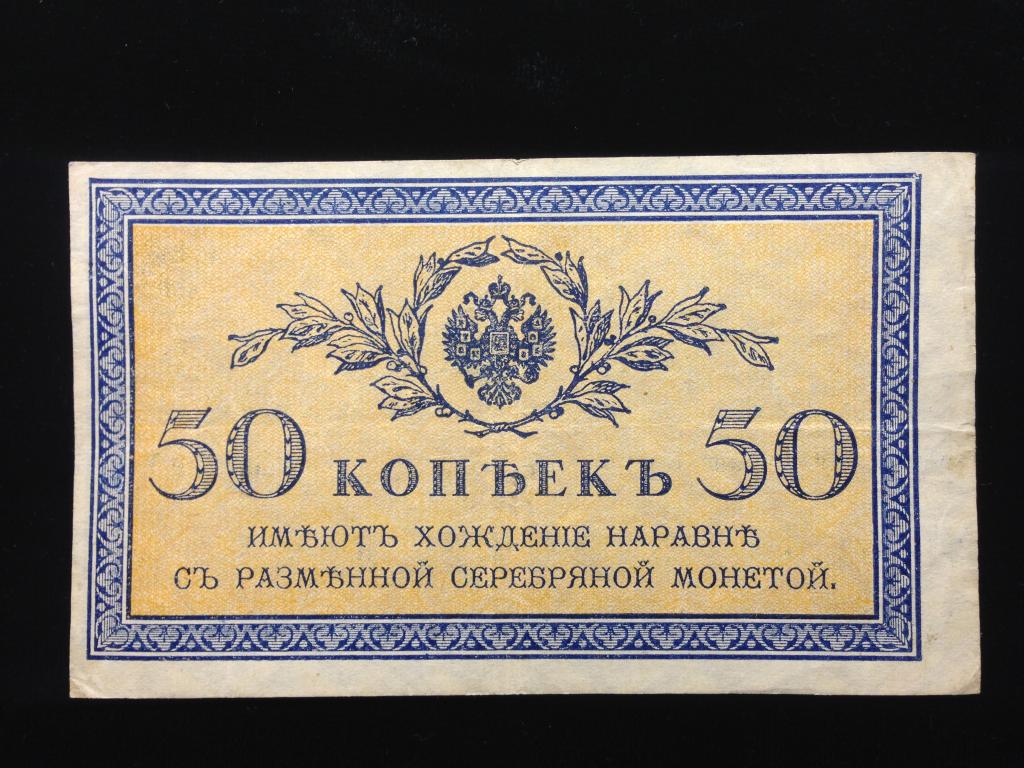 50 КОПѢЕКЪ 50
ИМѢЮТЪ ХОЖДЕНІЕ НАРАВНѢ
СЪ РАЗМѢННОЙ СЕРЕБРЯНОЙ МОНЕТОЙ.